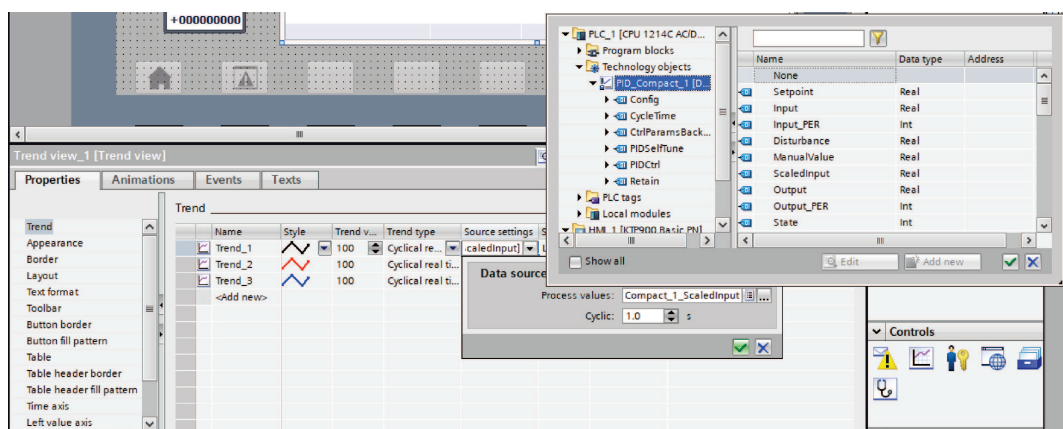 +000000000
Trend view_1 [Trend view]
Properties
Animations
Events
Texts
Trend
Appearance
Border
Layout
Text format
Toolbar
Button border
Button fill pattern
Table
Table header border
Table header fill pattern
Time axis
Left value axis
Trend
Name Style Trend v... Trend type Source settings S
Trend_1 100 Cyclical re... .caledInput] L
Trend_2 100 Cyclical real ti...
Trend_3 100 Cyclical real ti...
<Add new>
Data source
Process values: Compact_1_ScaledInput ...
Cyclic: 1.0 s
PLC_1 [CPU 1214C AC/D...
Program blocks
Technology objects
PID_Compact_1 [D...
Config
CycleTime
CtrlParamsBack...
PIDSelfTune
PIDCtrl
Retain
PLC tags
Local modules
HMI_1 [KTP900 Basic PN]
Name Data type Address
None
Setpoint Real
Input Real
Input_PER Int
Disturbance Real
ManualValue Real
ScaledInput Real
Output Real
Output_PER Int
State Int
Show all
Edit
Add new
Controls